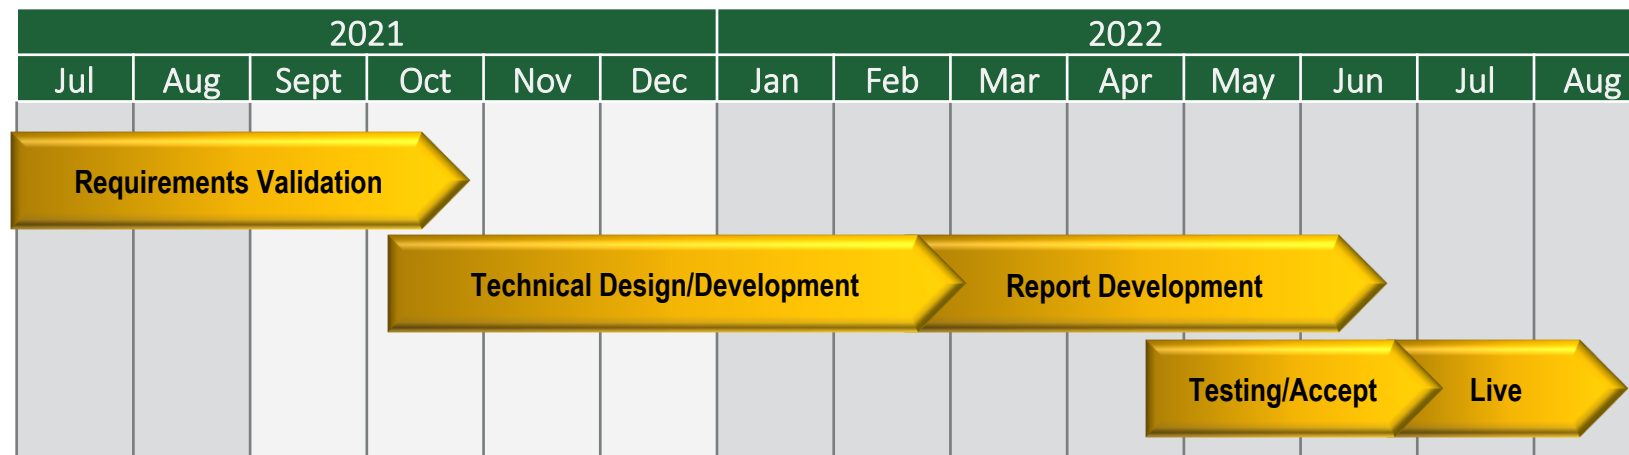 2021 2022
Jul Aug Sept Oct Nov Dec Jan Feb Mar Apr May Jun Jul Aug
Requirements Validation
Technical Design/Development Report Development
Testing/Accept Live